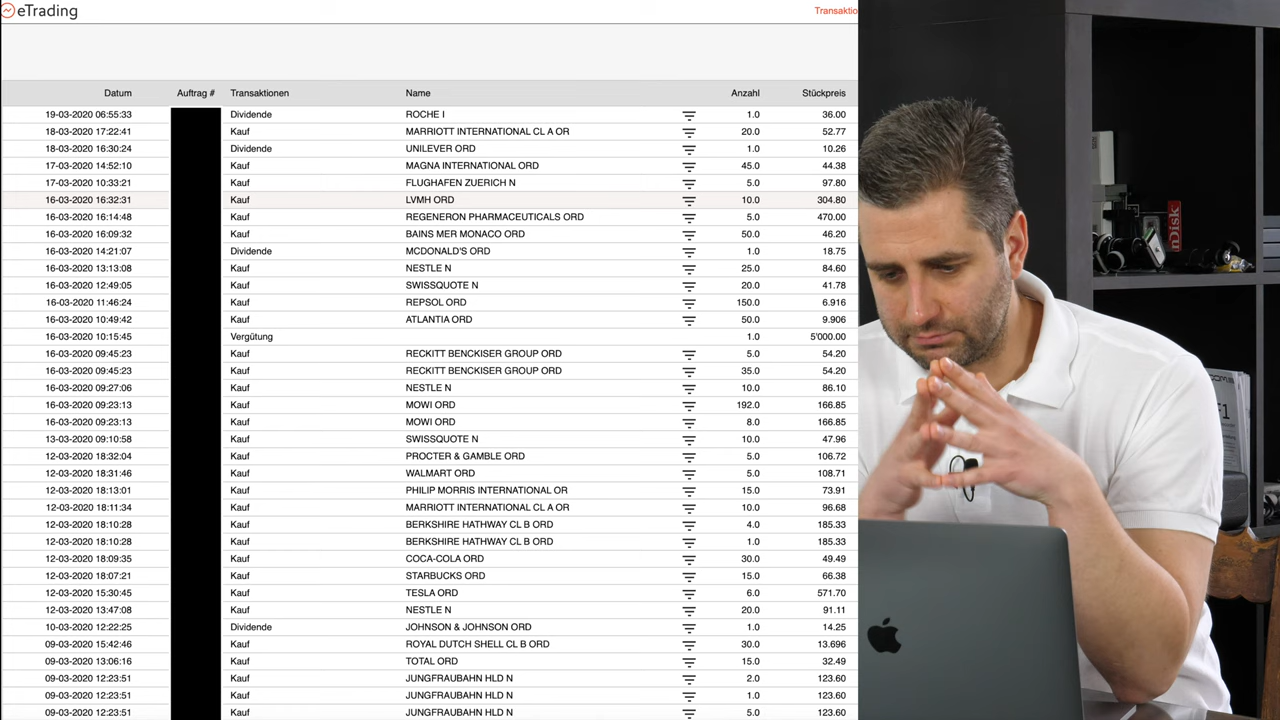 eTrading
Transaktio
Datum Auftrag # Transaktionen Name Anzahl Stückpreis
19-03-2020 06:55:33 Dividende ROCHE I 1.0 36.00
18-03-2020 17:22:41 Kauf MARRIOTT INTERNATIONAL CL A OR 20.0 52.77
18-03-2020 16:30:24 Dividende UNILEVER ORD 1.0 10.26
17-03-2020 14:52:10 Kauf MAGNA INTERNATIONAL ORD 45.0 44.38
17-03-2020 10:33:21 Kauf FLUGHAFEN ZUERICH N 5.0 97.80
16-03-2020 16:32:31 Kauf LVMH ORD 10.0 304.80
16-03-2020 16:14:48 Kauf REGENERON PHARMACEUTICALS ORD 5.0 470.00
16-03-2020 16:09:32 Kauf BAINS MER MONACO ORD 50.0 46.20
16-03-2020 14:21:07 Dividende MCDONALD'S ORD 1.0 18.75
16-03-2020 13:13:08 Kauf NESTLE N 25.0 84.60
16-03-2020 12:49:05 Kauf SWISSQUOTE N 20.0 41.78
16-03-2020 11:46:24 Kauf REPSOL ORD 150.0 6.916
16-03-2020 10:49:42 Kauf ATLANTIA ORD 50.0 9.906
16-03-2020 10:15:45 Vergütung 1.0 5'000.00
16-03-2020 09:45:23 Kauf RECKITT BENCKISER GROUP ORD 5.0 54.20
16-03-2020 09:45:23 Kauf RECKITT BENCKISER GROUP ORD 35.0 54.20
16-03-2020 09:27:06 Kauf NESTLE N 10.0 86.10
16-03-2020 09:23:13 Kauf MOWI ORD 192.0 166.85
16-03-2020 09:23:13 Kauf MOWI ORD 8.0 166.85
13-03-2020 09:10:58 Kauf SWISSQUOTE N 10.0 47.96
12-03-2020 18:32:04 Kauf PROCTER & GAMBLE ORD 5.0 106.72
12-03-2020 18:31:46 Kauf WALMART ORD 5.0 108.71
12-03-2020 18:13:01 Kauf PHILIP MORRIS INTERNATIONAL OR 15.0 73.91
12-03-2020 18:11:34 Kauf MARRIOTT INTERNATIONAL CL A OR 10.0 96.68
12-03-2020 18:10:28 Kauf BERKSHIRE HATHWAY CL B ORD 4.0 185.33
12-03-2020 18:10:28 Kauf BERKSHIRE HATHWAY CL B ORD 1.0 185.33
12-03-2020 18:09:35 Kauf COCA-COLA ORD 30.0 49.49
12-03-2020 18:07:21 Kauf STARBUCKS ORD 15.0 66.38
12-03-2020 15:30:45 Kauf TESLA ORD 6.0 571.70
12-03-2020 13:47:08 Kauf NESTLE N 20.0 91.11
10-03-2020 12:22:25 Dividende JOHNSON & JOHNSON ORD 1.0 14.25
09-03-2020 15:42:46 Kauf ROYAL DUTCH SHELL CL B ORD 30.0 13.696
09-03-2020 13:06:16 Kauf TOTAL ORD 15.0 32.49
09-03-2020 12:23:51 Kauf JUNGFRAUBAHN HLD N 2.0 123.60
09-03-2020 12:23:51 Kauf JUNGFRAUBAHN HLD N 1.0 123.60
09-03-2020 12:23:51 Kauf JUNGFRAUBAHN HLD N 5.0 123.60
Disk